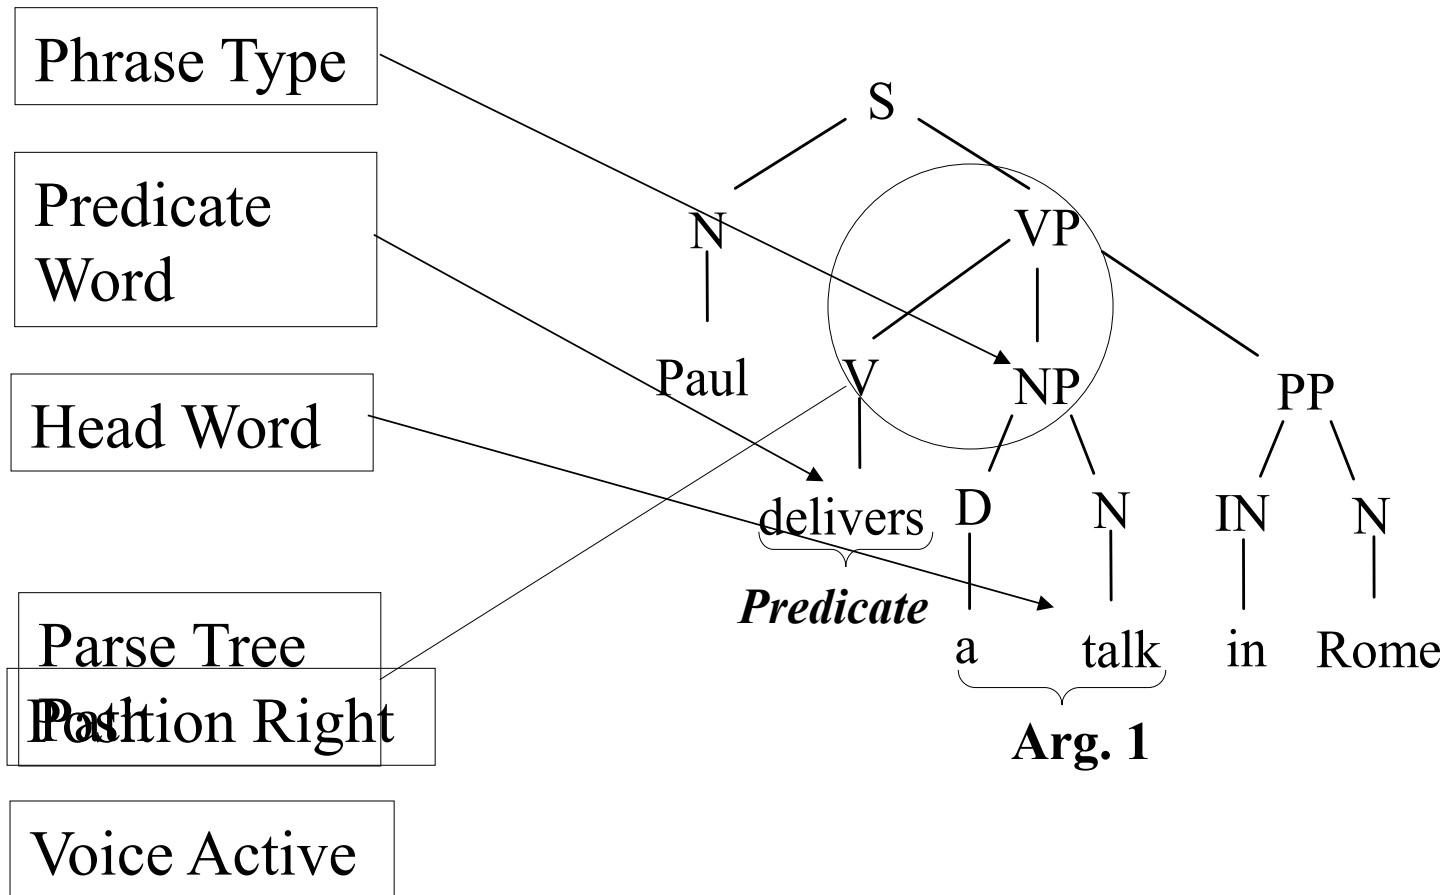 Phrase Type
Predicate
Word
Head Word
Parse Tree
Path
Position Right
Voice Active
S
N VP
Paul V NP PP
delivers D N IN N
Predicate
a talk in Rome
Arg. 1